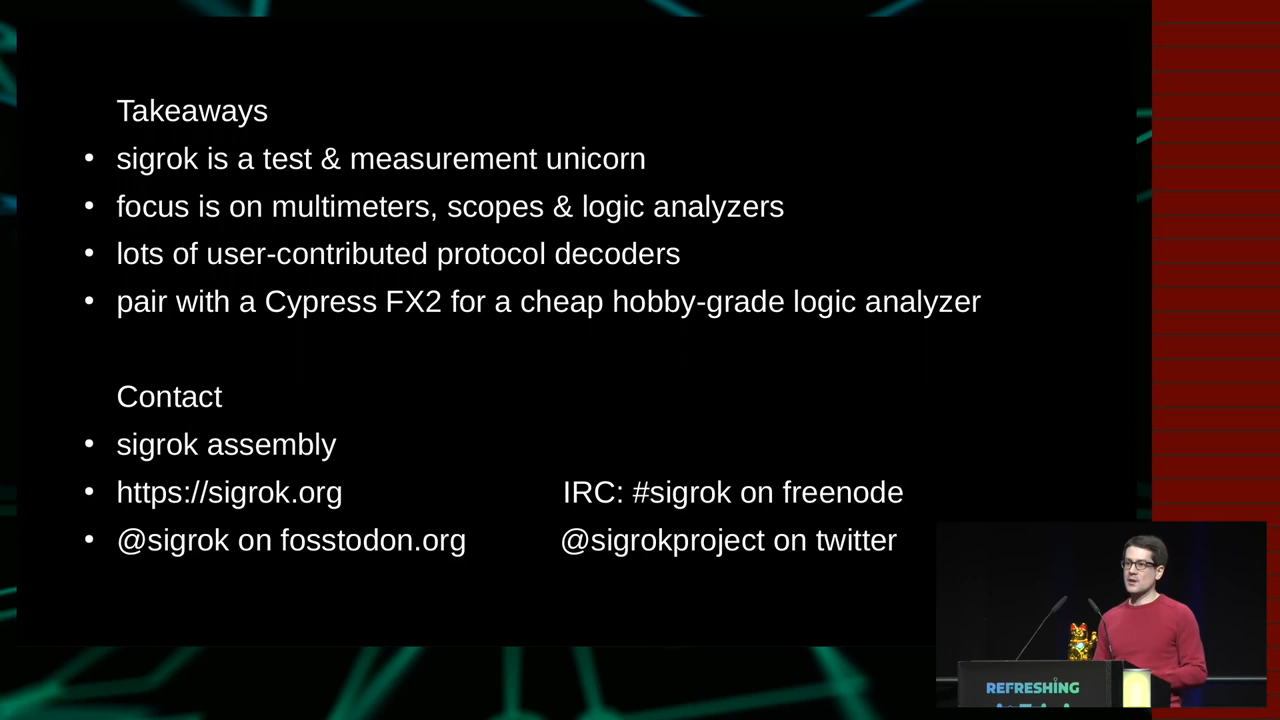 Takeaways
• sigrok is a test & measurement unicorn
• focus is on multimeters, scopes & logic analyzers
• lots of user-contributed protocol decoders
• pair with a Cypress FX2 for a cheap hobby-grade logic analyzer
Contact
• sigrok assembly
• https://sigrok.org IRC: #sigrok on freenode
• @sigrok on fosstodon.org @sigrokproject on twitter
REFRESHING